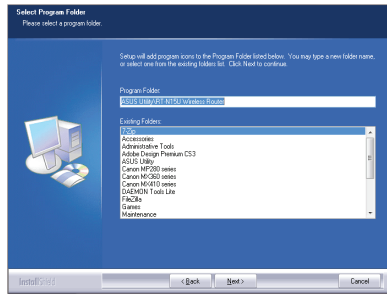 Select Program Folder
Please select a program folder.
Setup will add program icons to the Program Folder listed below. You may type a new folder name,
or select one from the existing folders list. Click Next to continue.
Program Folder:
ASUS Utility\RT-N15U Wireless Router
Existing Folders:
7-Zip
Accessories
Administrative Tools
Adobe Design Premium CS3
ASUS Utility
Canon MP280 series
Canon MX360 series
Canon MX410 series
DAEMON Tools Lite
FileZilla
Games
Maintenance
InstallShield
< Back
Next >
Cancel